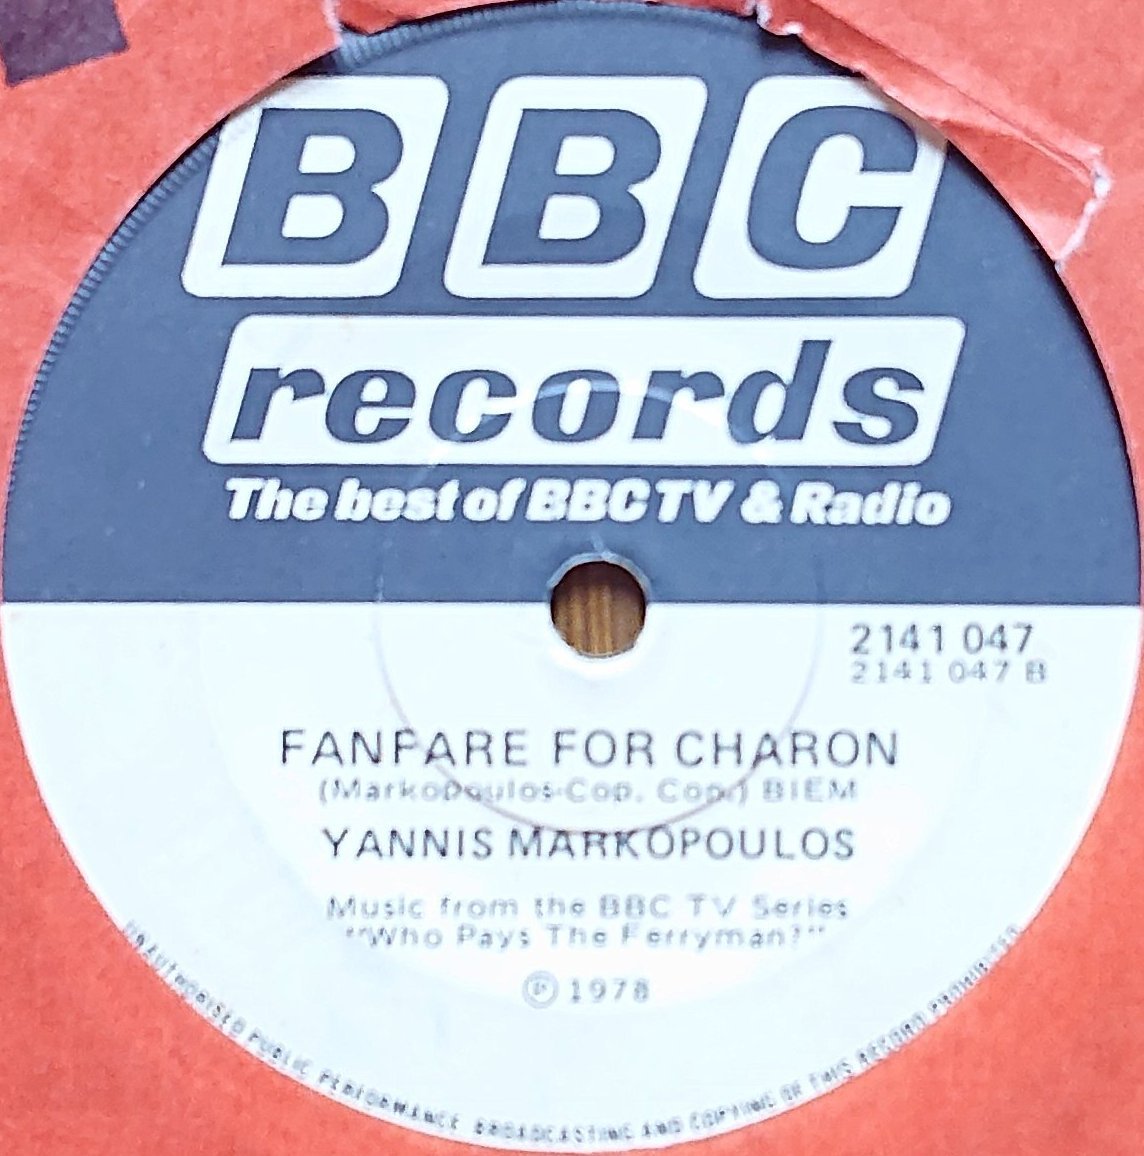 BBC
records
The best of BBC TV & Radio
2141 047
2141 047 B
FANFARE FOR CHARON
(Markopoulos-Cop. Cop.) BIEM
YANNIS MARKOPOULOS
Music from the BBC TV Series
"Who Pays The Ferryman?"
℗ 1978
UNAUTHORISED PUBLIC PERFORMANCE BROADCASTING AND COPYING OF THIS RECORD PROHIBITED